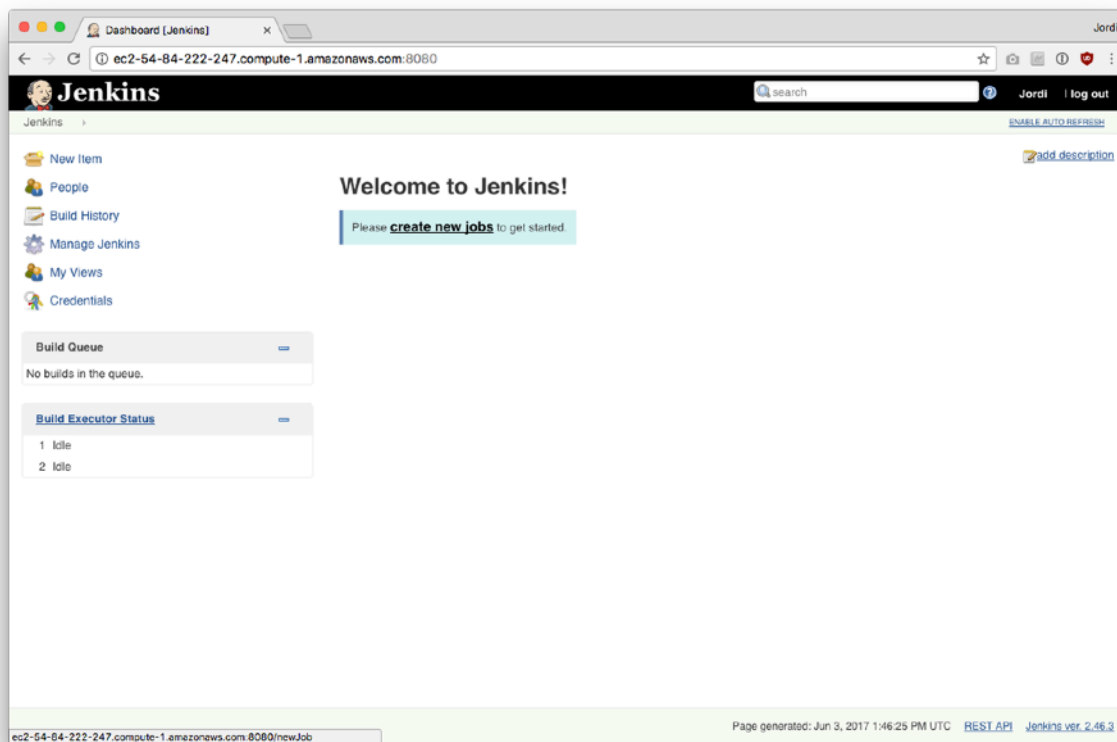 Dashboard [Jenkins]
Jordi
ec2-54-84-222-247.compute-1.amazonaws.com:8080
Jenkins
search
Jordi
log out
Jenkins
ENABLE AUTO REFRESH
New Item
People
Build History
Manage Jenkins
My Views
Credentials
add description
Welcome to Jenkins!
Please create new jobs to get started.
Build Queue
No builds in the queue.
Build Executor Status
1 Idle
2 Idle
Page generated: Jun 3, 2017 1:46:25 PM UTC REST API Jenkins ver. 2.46.3
ec2-54-84-222-247.compute-1.amazonaws.com:8080/newJob